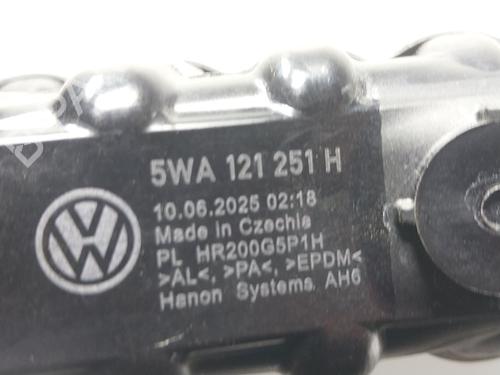 5WA 121 251 H
10.06.2025 02:18
Made in Czechia
PL HR200G5P1H
>AL<, >PA<, >EPDM<
Hanon Systems, AH6